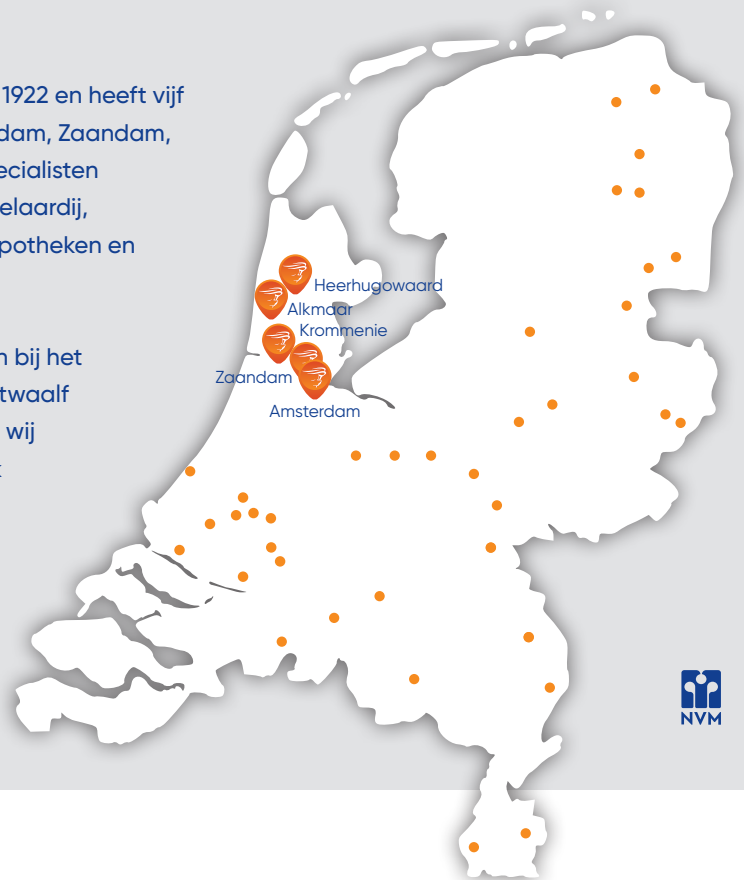 1922 en heeft vijf
dam, Zaandam,
ecialisten
elaardij,
potheken en
n bij het
twaalf
wij
Heerhugowaard
Alkmaar
Krommenie
Zaandam
Amsterdam
NVM